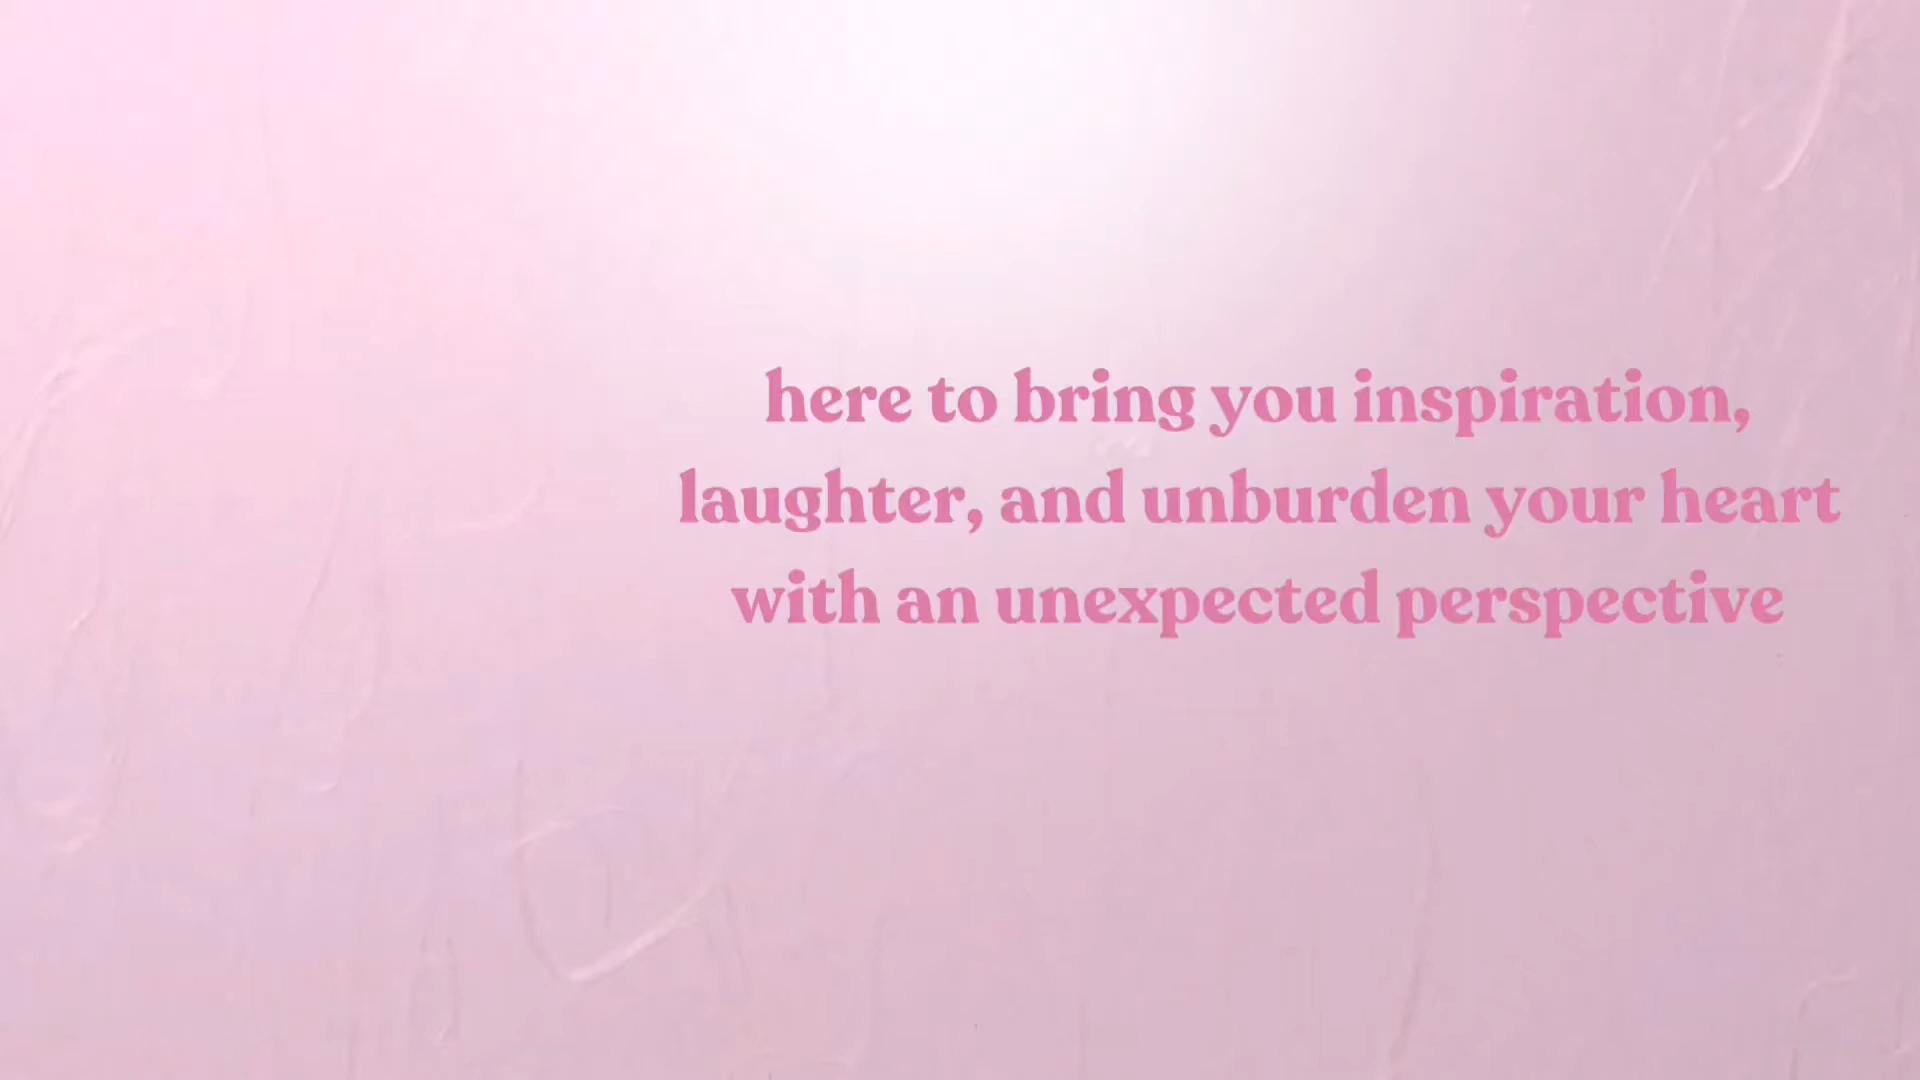 here to bring you inspiration,
laughter, and unburden your heart
with an unexpected perspective